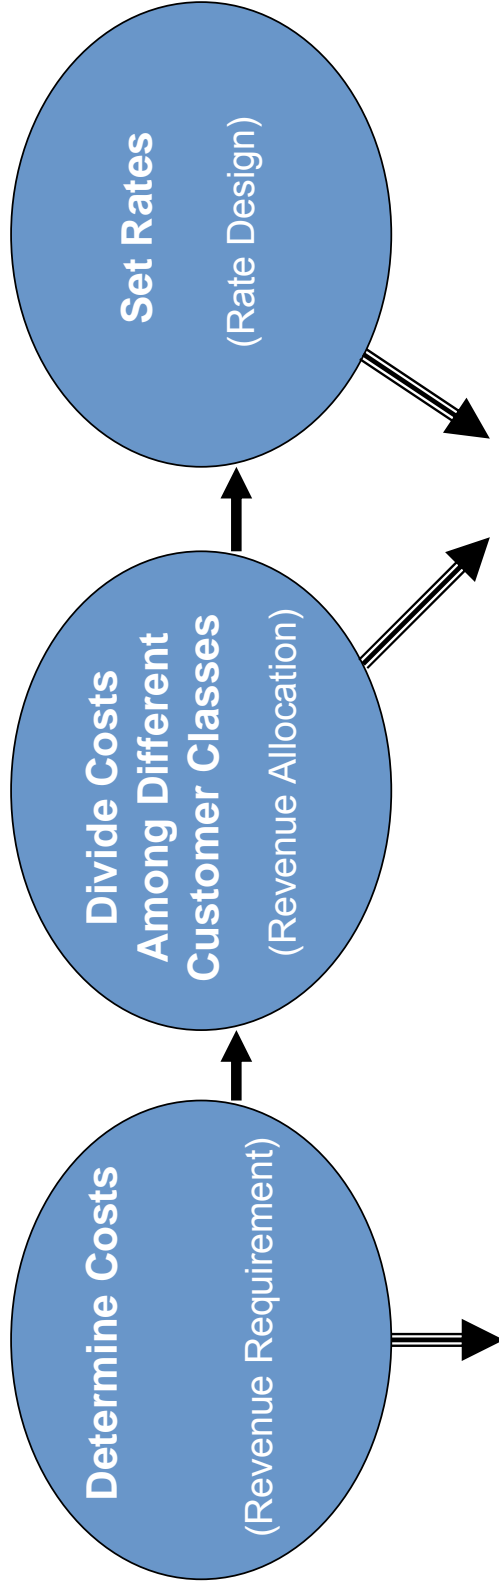 Determine Costs
(Revenue Requirement)
Divide Costs
Among Different
Customer Classes
(Revenue Allocation)
Set Rates
(Rate Design)